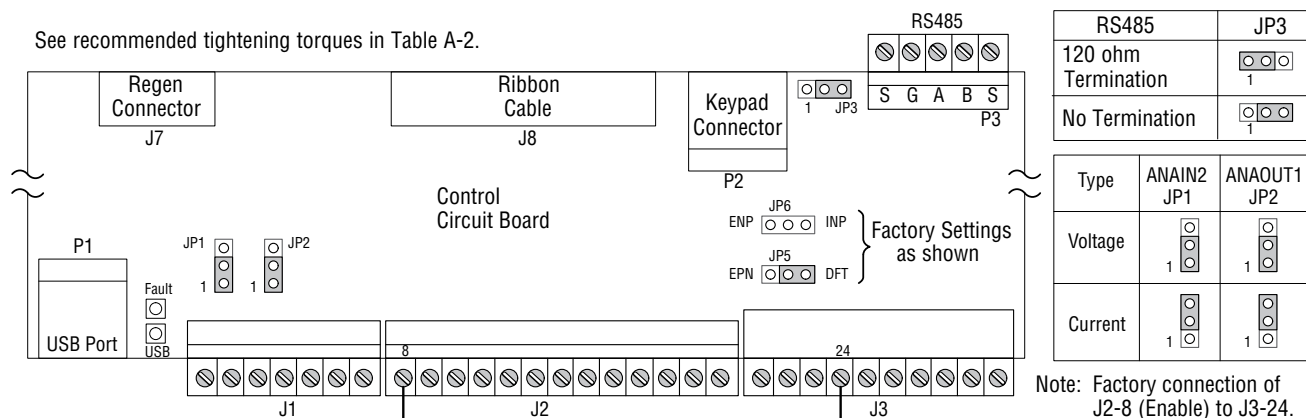 See recommended tightening torques in Table A-2.
RS485
S G A B S
P3
Regen
Connector
J7
Ribbon
Cable
J8
Keypad
Connector
P2
1 JP3
Control
Circuit Board
JP6
ENP INP
JP5
EPN DFT
Factory Settings
as shown
P1
USB Port
Fault
USB
JP1
1
JP2
1
8
24
J1
J2
J3
RS485 JP3
120 ohm
Termination
1
No Termination
1
Type ANAIN2 ANAOUT1
JP1 JP2
Voltage 1 1
Current 1 1
Note: Factory connection of
J2-8 (Enable) to J3-24.